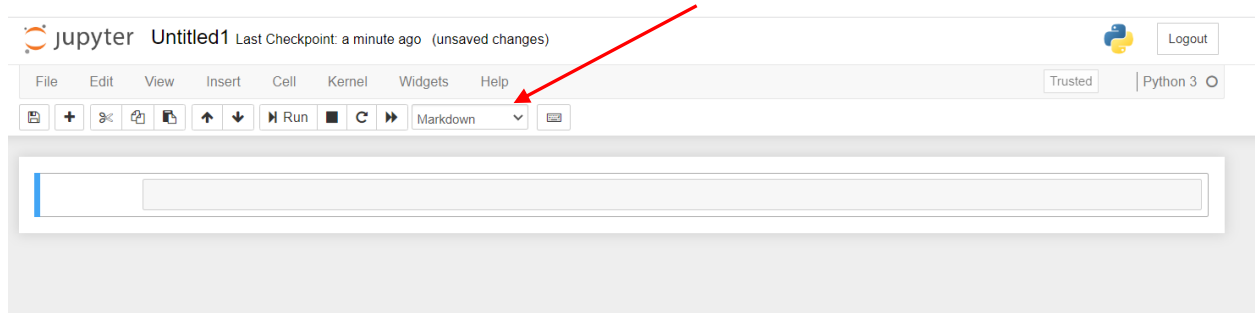 jupyter Untitled1 Last Checkpoint: a minute ago (unsaved changes) Logout
File Edit View Insert Cell Kernel Widgets Help Trusted Python 3
Run Markdown